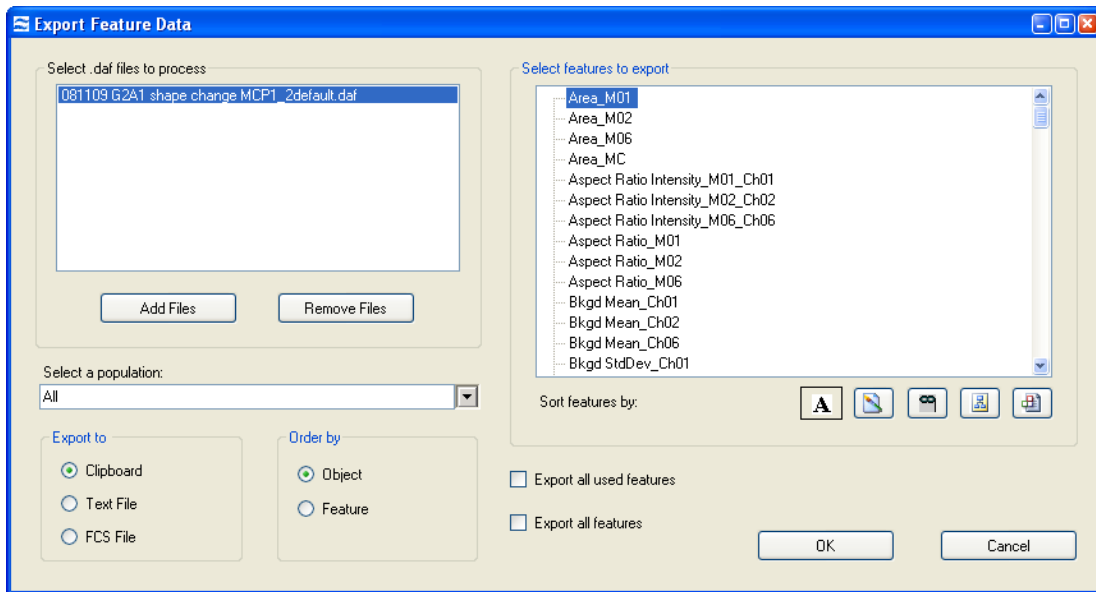 Export Feature Data
Select .daf files to process
081109 G2A1 shape change MCP1_2default.daf
Add Files
Remove Files
Select a population:
All
Export to
Clipboard
Text File
FCS File
Order by
Object
Feature
Select features to export
Area_M01
Area_M02
Area_M06
Area_MC
Aspect Ratio Intensity_M01_Ch01
Aspect Ratio Intensity_M02_Ch02
Aspect Ratio Intensity_M06_Ch06
Aspect Ratio_M01
Aspect Ratio_M02
Aspect Ratio_M06
Bkgd Mean_Ch01
Bkgd Mean_Ch02
Bkgd Mean_Ch06
Bkgd StdDev_Ch01
Sort features by:
A
Export all used features
Export all features
OK
Cancel